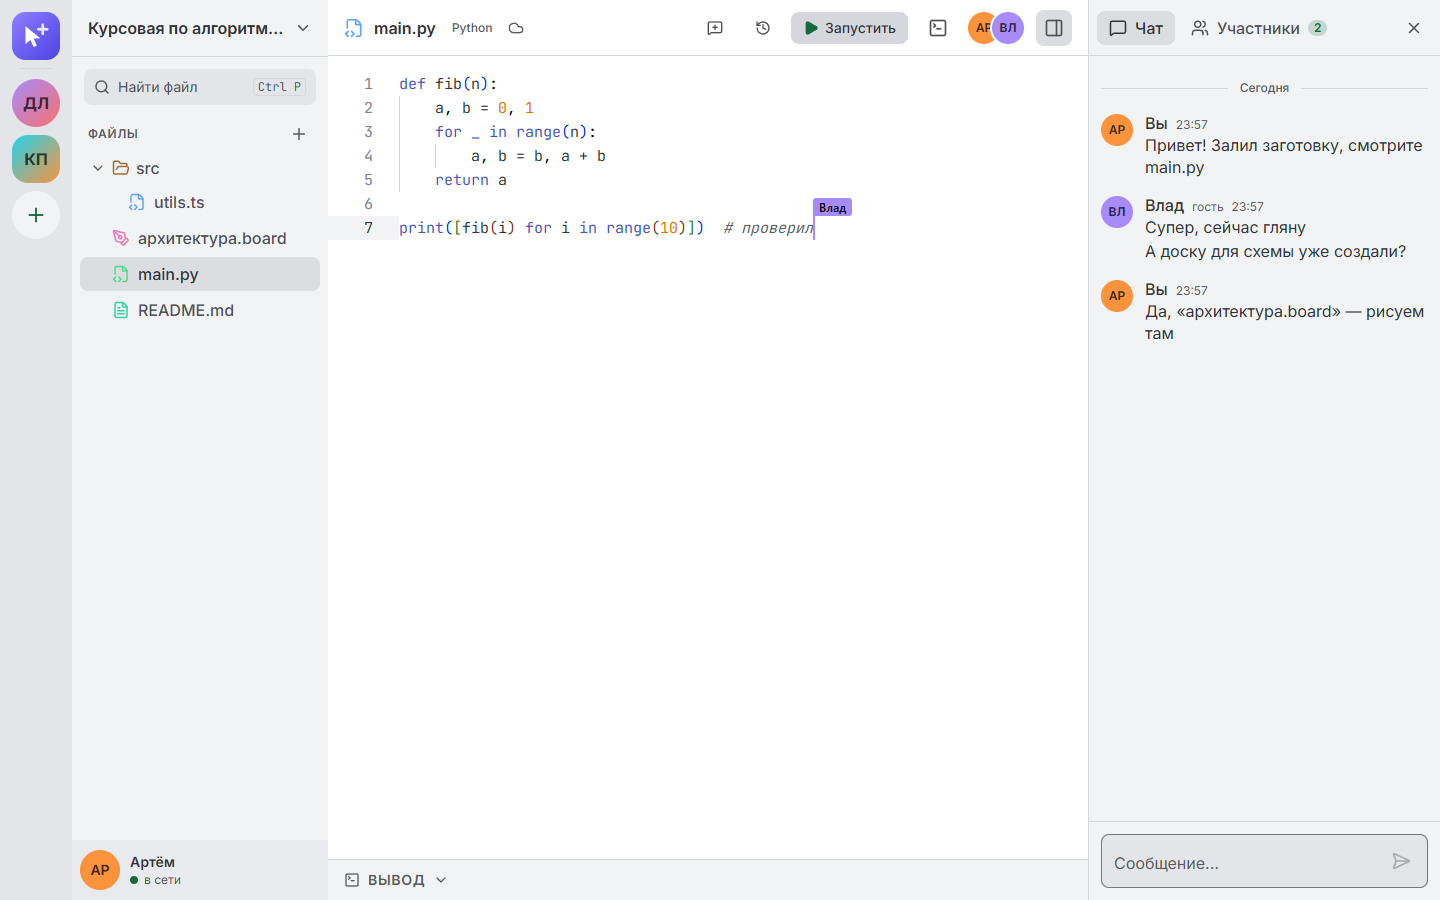 Курсовая по алгоритм...
main.py
Python
Запустить
АР
ВЛ
Чат
Участники
2
ДЛ
КП
Найти файл
Ctrl P
ФАЙЛЫ
src
utils.ts
архитектура.board
main.py
README.md
1 def fib(n):
2 a, b = 0, 1
3 for _ in range(n):
4 a, b = b, a + b
5 return a
6
Влад
7 print([fib(i) for i in range(10)]) # проверил
Сегодня
АР
Вы 23:57
Привет! Залил заготовку, смотрите
main.py
ВЛ
Влад гость 23:57
Супер, сейчас гляну
А доску для схемы уже создали?
АР
Вы 23:57
Да, «архитектура.board» — рисуем
там
АР
Артём
в сети
ВЫВОД
Сообщение...